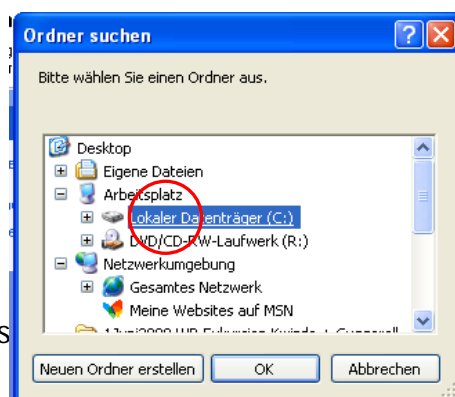 Ordner suchen
Bitte wählen Sie einen Ordner aus.
Desktop
Eigene Dateien
Arbeitsplatz
Lokaler Datenträger (C:)
DVD/CD-RW-Laufwerk (R:)
Netzwerkumgebung
Gesamtes Netzwerk
Meine Websites auf MSN
S
Neuen Ordner erstellen OK Abbrechen